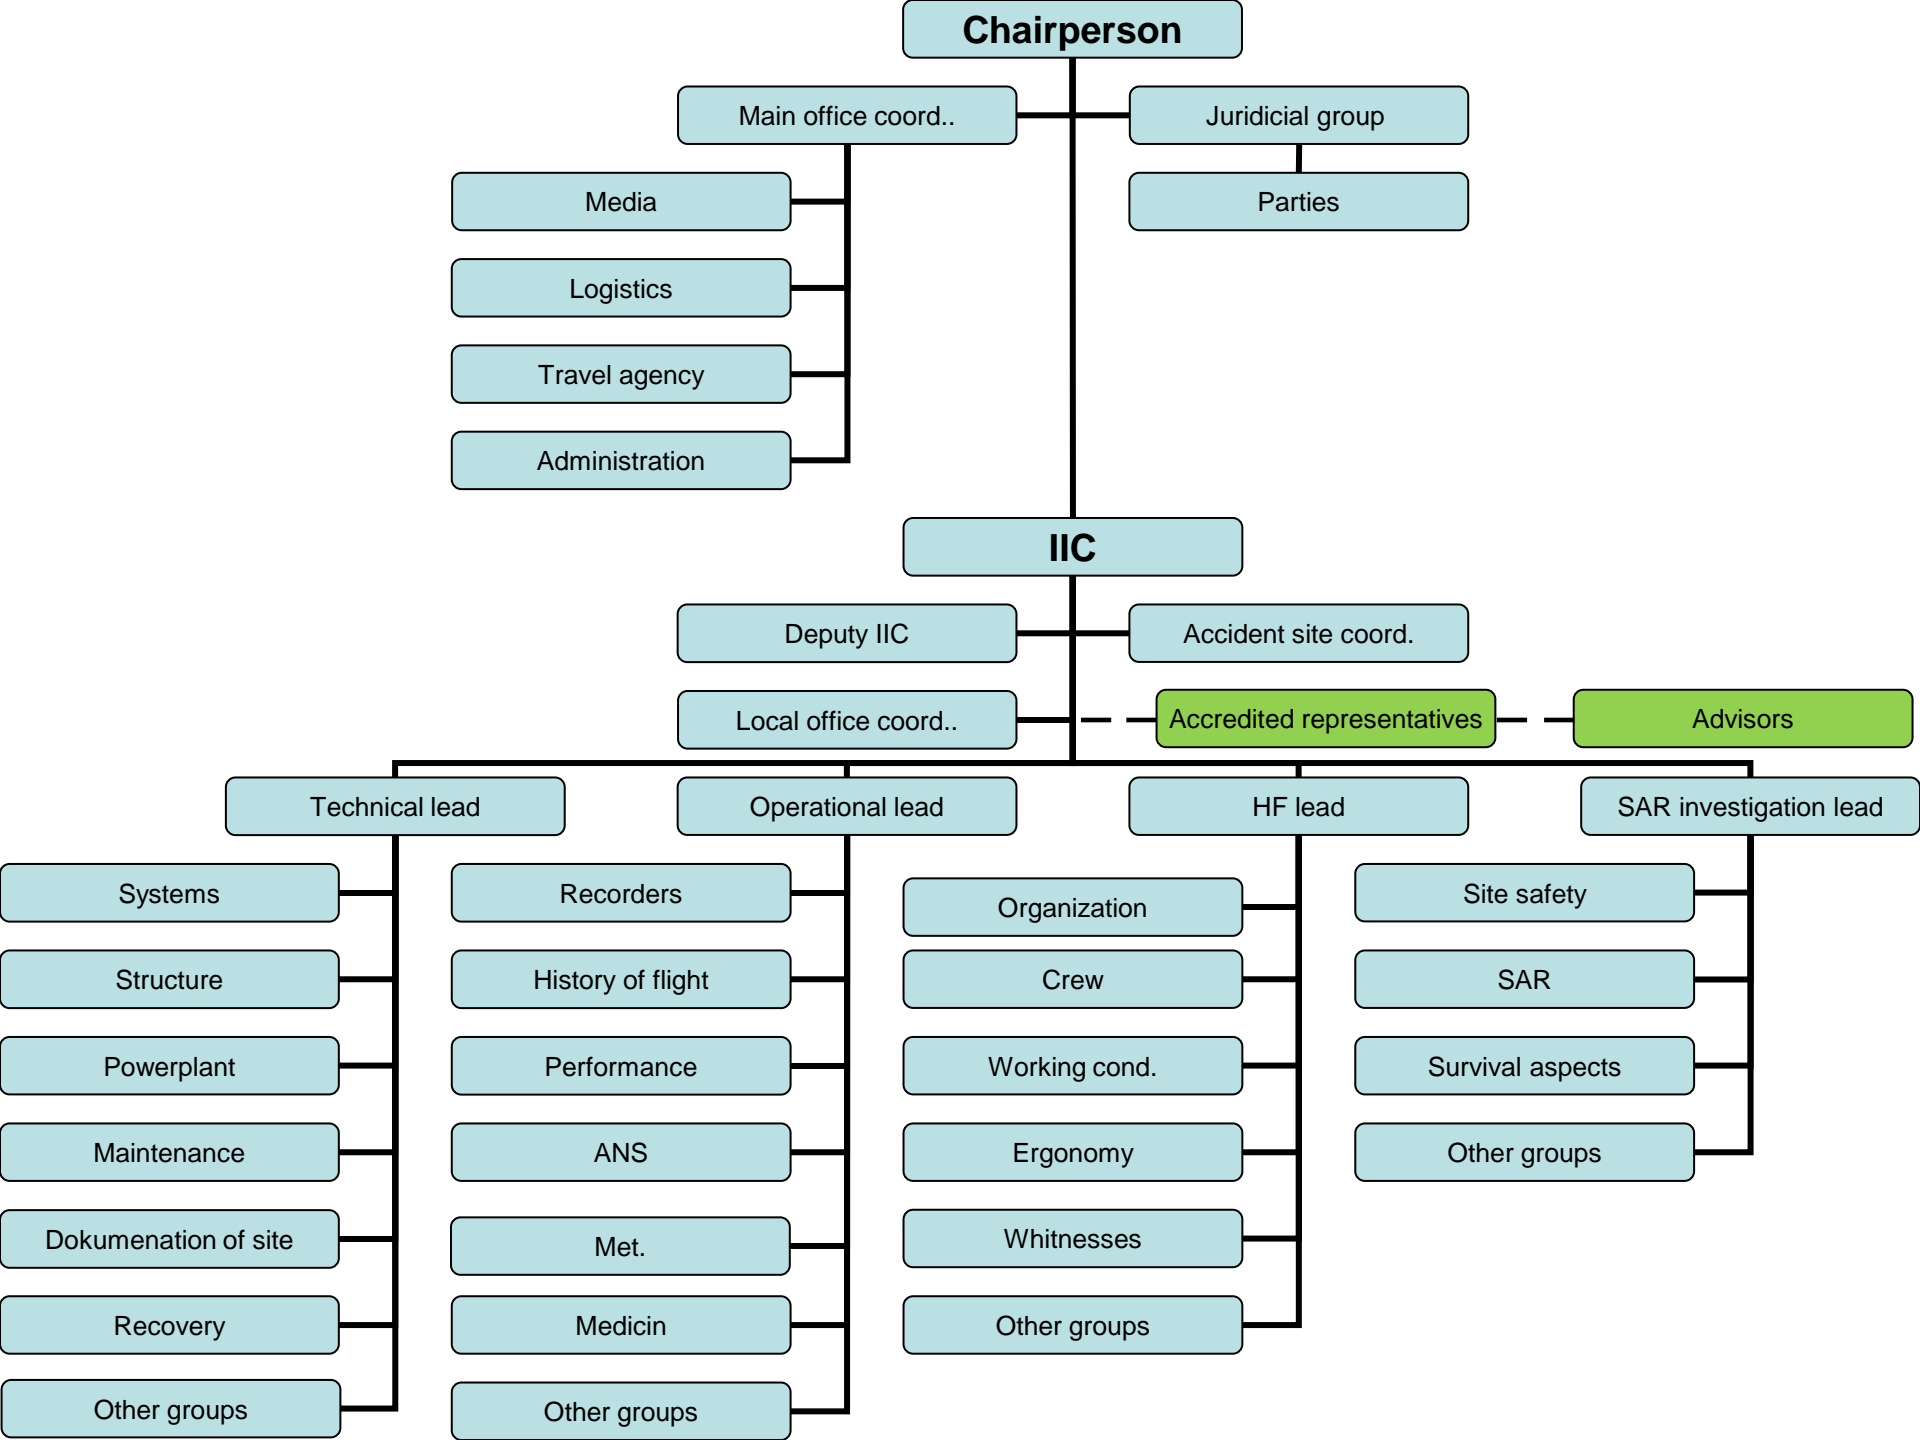 Chairperson
Main office coord..
Juridicial group
Media
Parties
Logistics
Travel agency
Administration
IIC
Deputy IIC
Accident site coord.
Local office coord..
Accredited representatives
Advisors
Technical lead
Operational lead
HF lead
SAR investigation lead
Systems
Structure
Powerplant
Maintenance
Dokumenation of site
Recovery
Other groups
Recorders
History of flight
Performance
ANS
Met.
Medicin
Other groups
Organization
Crew
Working cond.
Ergonomy
Whitnesses
Other groups
Site safety
SAR
Survival aspects
Other groups